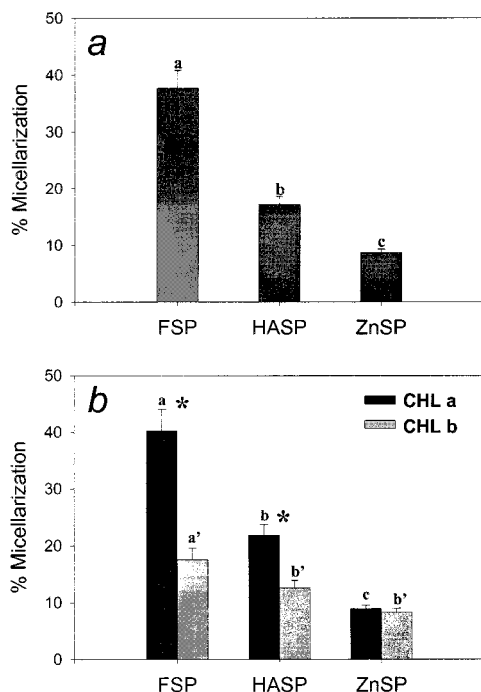 a
50
40
30
20
10
0
% Micellarization
a
b
c
FSP HASP ZnSP
b
50
40
30
20
10
0
% Micellarization
CHL a
CHL b
a *
a'
b *
b'
c b'
FSP HASP ZnSP